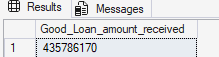 Results Messages
Good_Loan_amount_received
1 435786170